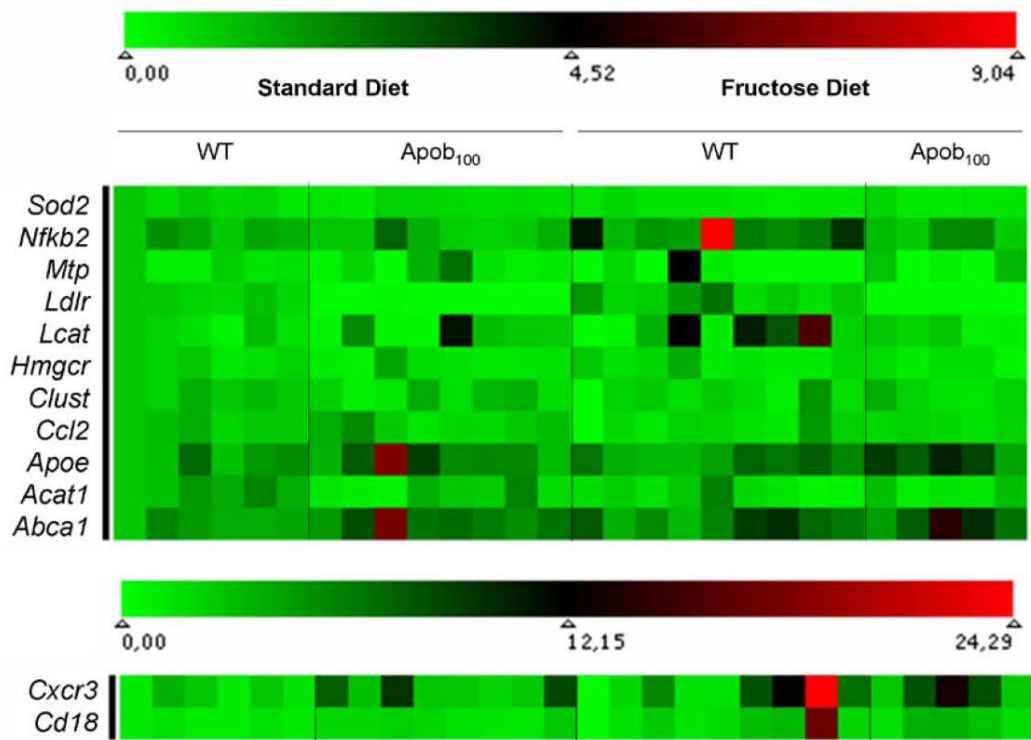 0,00 4,52 9,04
Standard Diet Fructose Diet
WT Apob100 WT Apob100
Sod2
Nfkb2
Mtp
Ldlr
Lcat
Hmgcr
Clust
Ccl2
Apoe
Acat1
Abca1
0,00 12,15 24,29
Cxcr3
Cd18